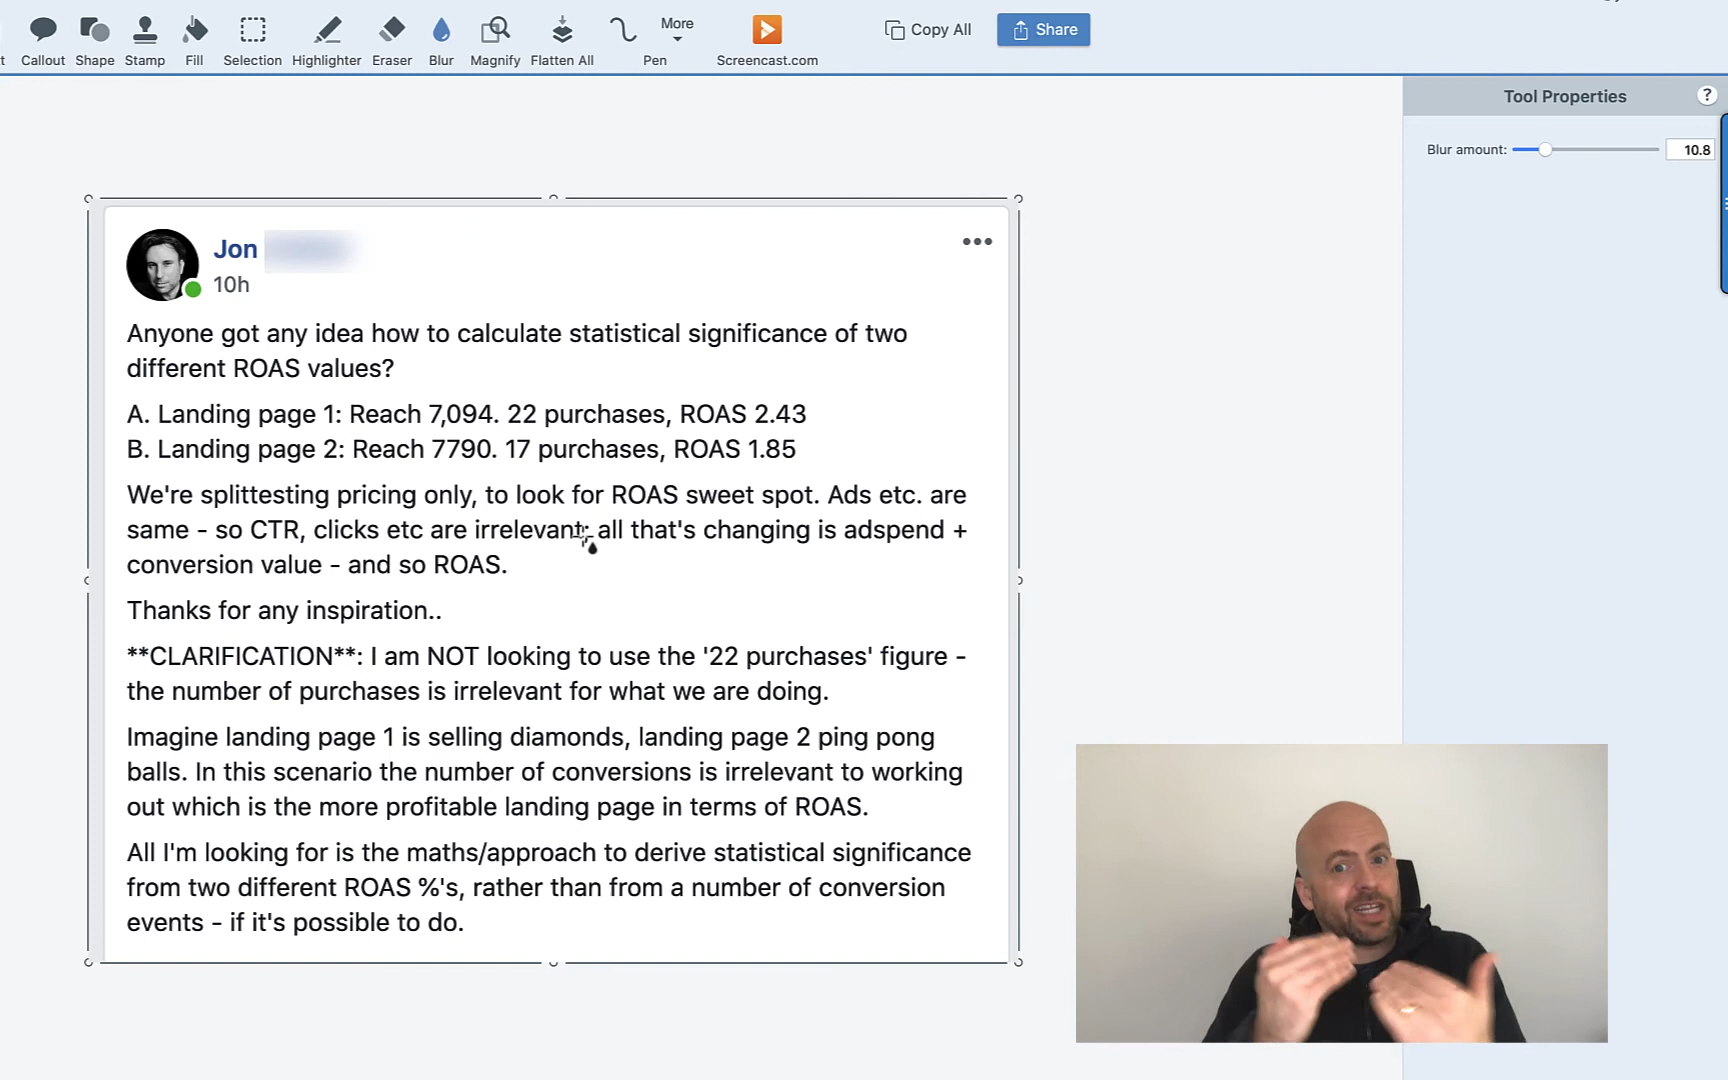 More
Copy All
Share
Callout
Shape
Stamp
Fill
Selection
Highlighter
Eraser
Blur
Magnify
Flatten All
Pen
Screencast.com
Tool Properties
?
Blur amount:
10.8
Jon
10h
Anyone got any idea how to calculate statistical significance of two
different ROAS values?
A. Landing page 1: Reach 7,094. 22 purchases, ROAS 2.43
B. Landing page 2: Reach 7790. 17 purchases, ROAS 1.85
We're splittesting pricing only, to look for ROAS sweet spot. Ads etc. are
same - so CTR, clicks etc are irrelevant; all that's changing is adspend +
conversion value - and so ROAS.
Thanks for any inspiration..
**CLARIFICATION**: I am NOT looking to use the '22 purchases' figure -
the number of purchases is irrelevant for what we are doing.
Imagine landing page 1 is selling diamonds, landing page 2 ping pong
balls. In this scenario the number of conversions is irrelevant to working
out which is the more profitable landing page in terms of ROAS.
All I'm looking for is the maths/approach to derive statistical significance
from two different ROAS %'s, rather than from a number of conversion
events - if it's possible to do.